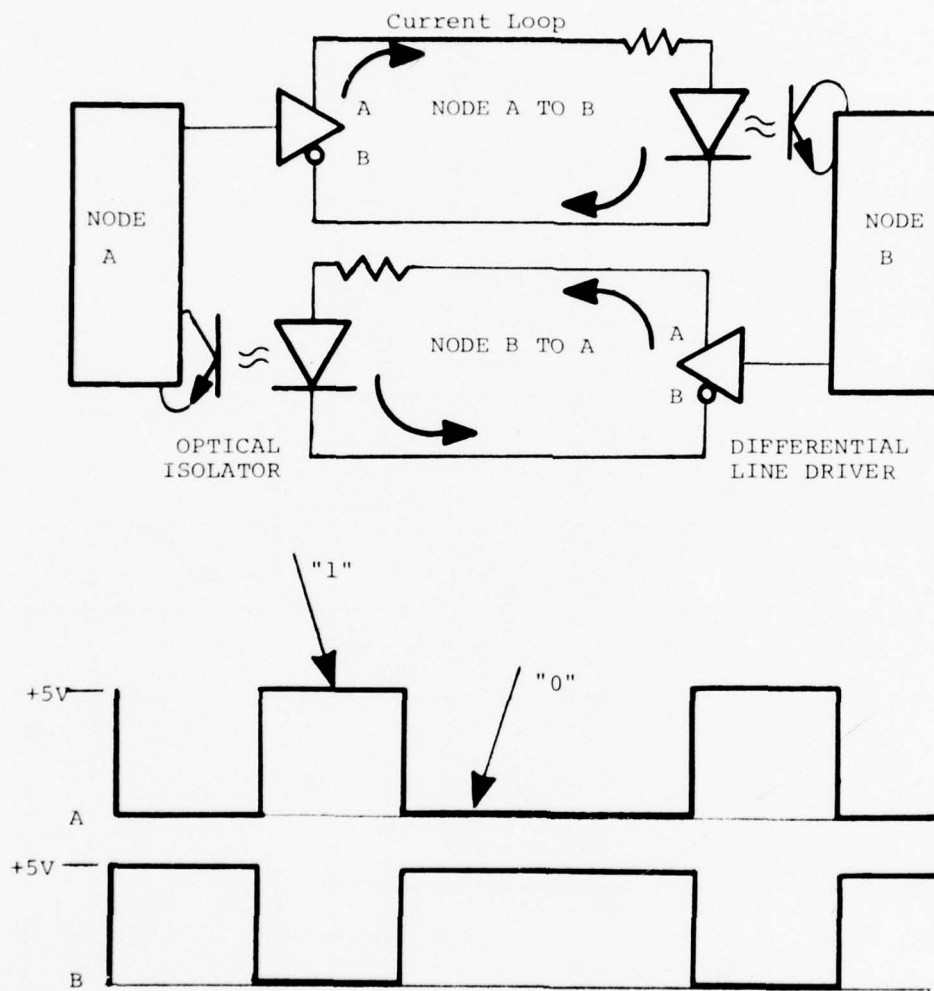 Current Loop
A
NODE A TO B
B
NODE
A
NODE
B
A
NODE B TO A
B
OPTICAL
ISOLATOR
DIFFERENTIAL
LINE DRIVER
"1"
"0"
+5V
A
+5V
B